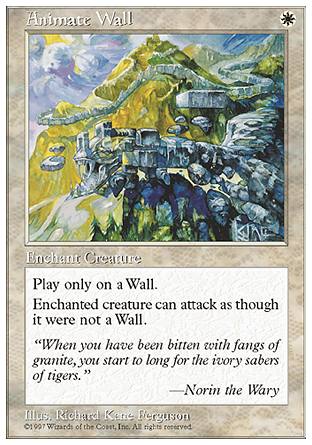 Animate Wall
Enchant Creature
Play only on a Wall.
Enchanted creature can attack as though
it were not a Wall.
“When you have been bitten with fangs of
granite, you start to long for the ivory sabers
of tigers.”
—Norin the Wary
Illus. Richard Kane Ferguson
©1997 Wizards of the Coast, Inc. All rights reserved.